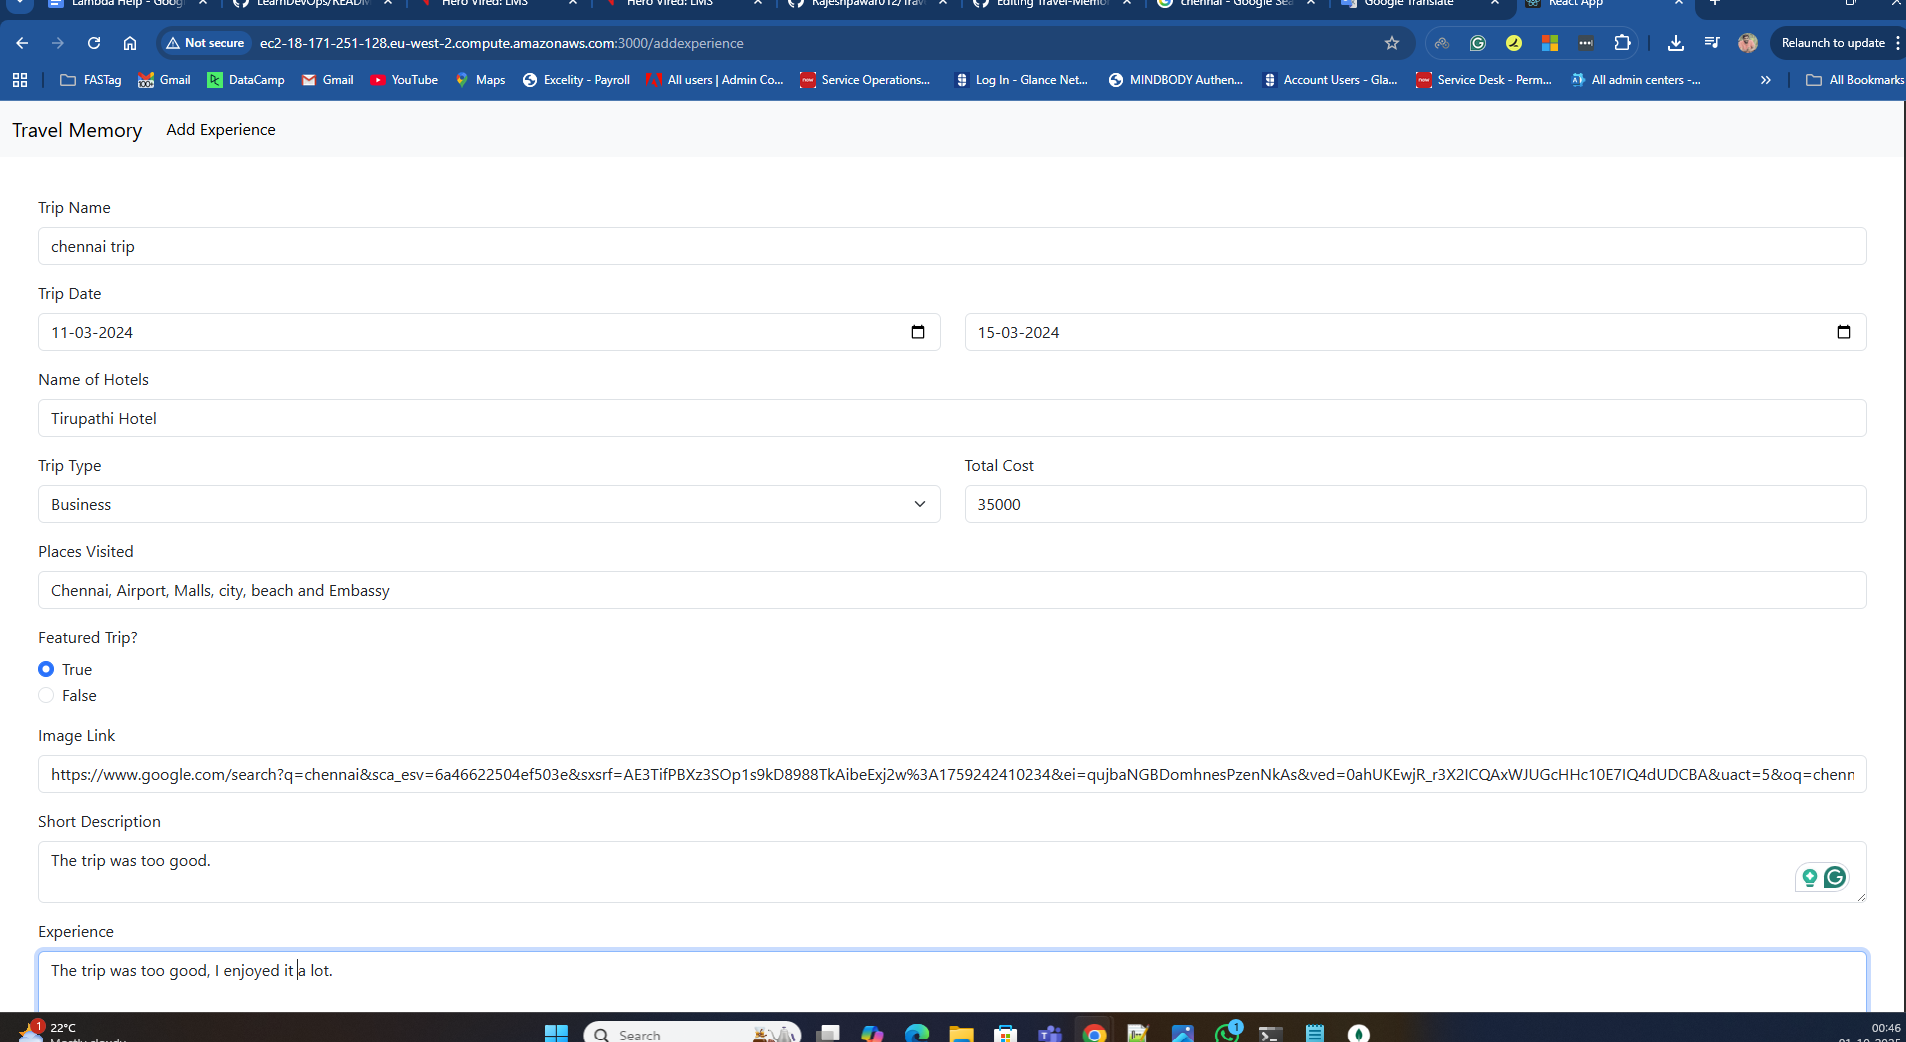 Lambda Help - Goog
LearnDevOps/READM
Hero Vired: LMS
Hero Vired: LMS
Rajeshpawar012/Trav
Editing Travel-Memo
chennai - Google Sea
Google Translate
React App
Not secure
ec2-18-171-251-128.eu-west-2.compute.amazonaws.com:3000/addexperience
Relaunch to update
FASTag
Gmail
DataCamp
Gmail
YouTube
Maps
Excelity - Payroll
All users | Admin Co...
Service Operations...
Log In - Glance Net...
MINDBODY Authen...
Account Users - Gla...
Service Desk - Perm...
All admin centers -...
All Bookmarks
Travel Memory Add Experience
Trip Name
chennai trip
Trip Date
11-03-2024 15-03-2024
Name of Hotels
Tirupathi Hotel
Trip Type Total Cost
Business 35000
Places Visited
Chennai, Airport, Malls, city, beach and Embassy
Featured Trip?
True
False
Image Link
https://www.google.com/search?q=chennai&sca_esv=6a46622504ef503e&sxsrf=AE3TifPBXz3SOp1s9kD8988TkAibeExj2w%3A1759242410234&ei=qujbaNGBDomhnesPzenNkAs&ved=0ahUKEwjR_r3X2ICQAxWJUGcHHc10E7IQ4dUDCBA&uact=5&oq=chenn
Short Description
The trip was too good.
Experience
The trip was too good, I enjoyed it a lot.
1
22°C
Mostly cloudy
Search
1
00:46
01-10-2025